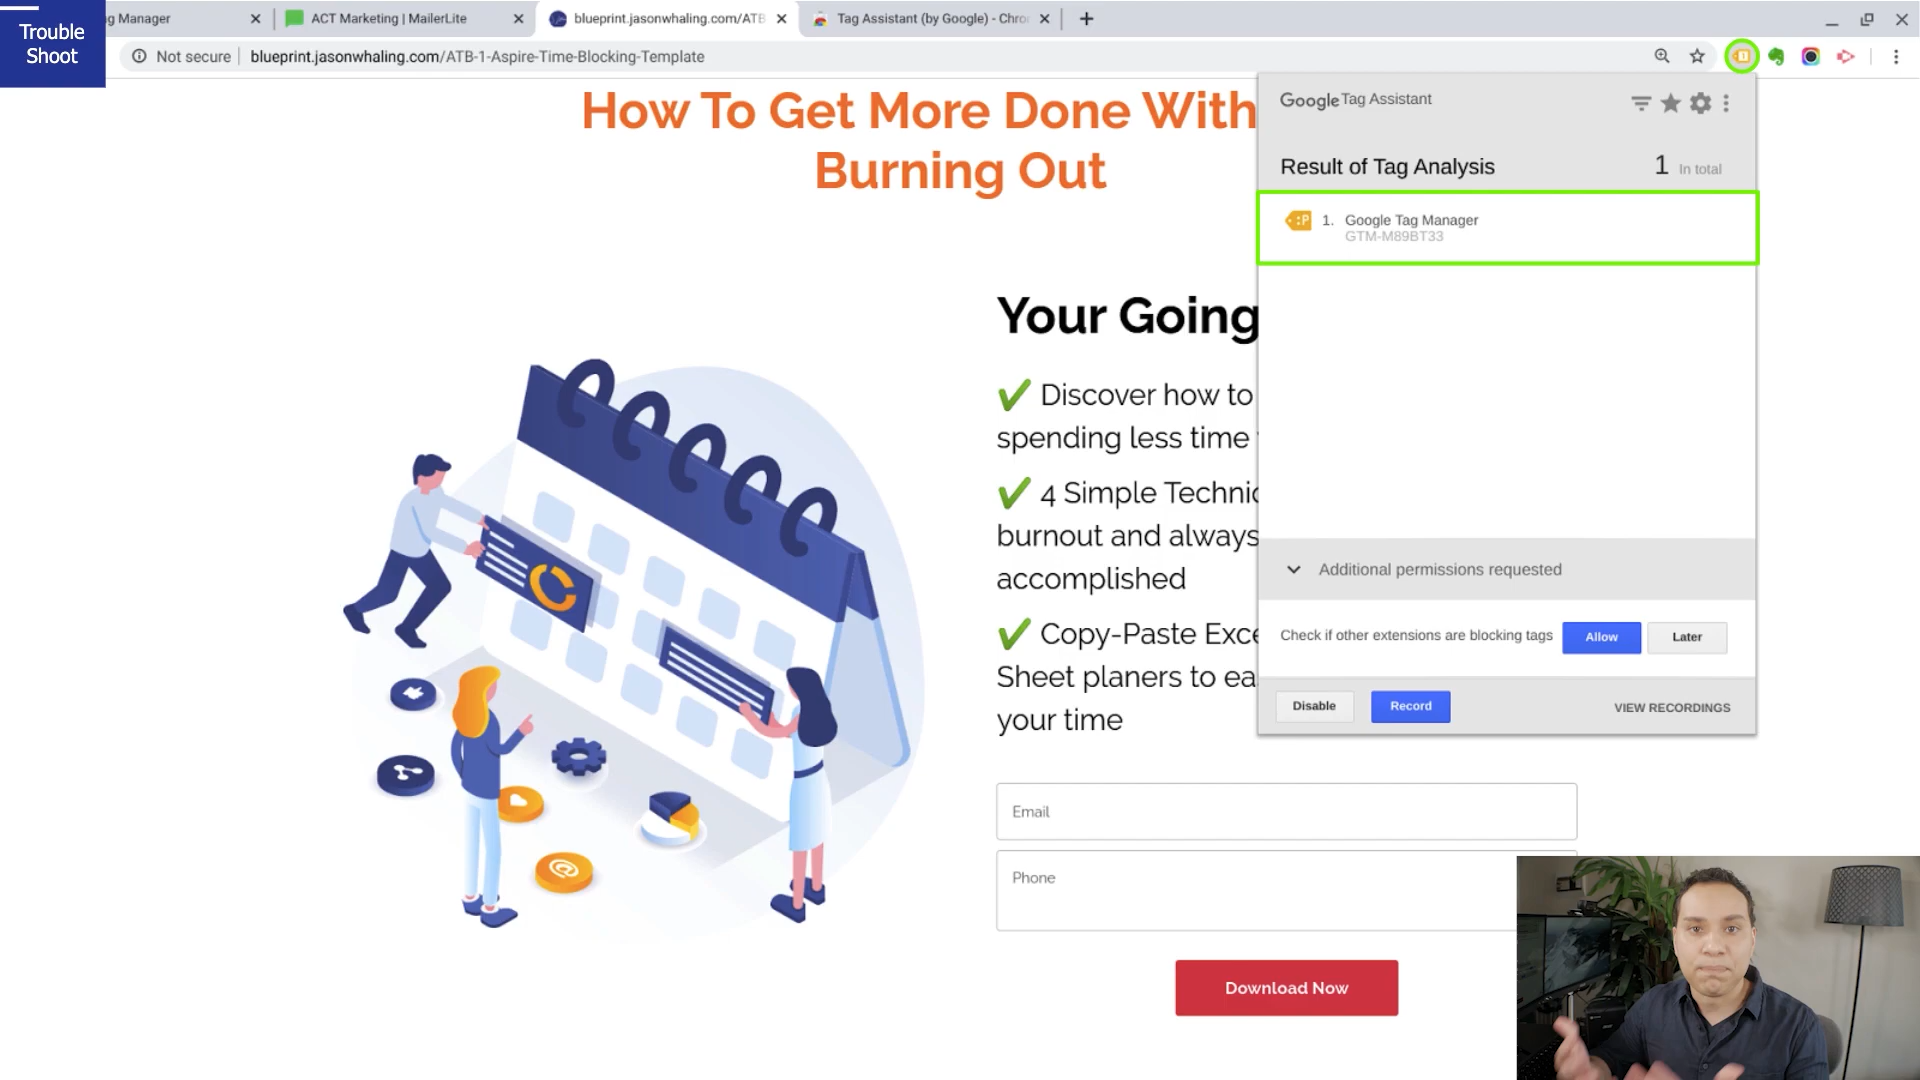 Trouble
Shoot
g Manager
ACT Marketing | MailerLite
blueprint.jasonwhaling.com/ATB
Tag Assistant (by Google) - Chro
Not secure
blueprint.jasonwhaling.com/ATB-1-Aspire-Time-Blocking-Template
How To Get More Done With
Burning Out
Google Tag Assistant
Result of Tag Analysis
1 In total
1. Google Tag Manager
GTM-M89BT33
Your Going
✔ Discover how to
spending less time
✔ 4 Simple Technic
burnout and always
accomplished
✔ Copy-Paste Exce
Sheet planers to ea
your time
Additional permissions requested
Check if other extensions are blocking tags
Allow
Later
Disable
Record
VIEW RECORDINGS
Email
Phone
Download Now